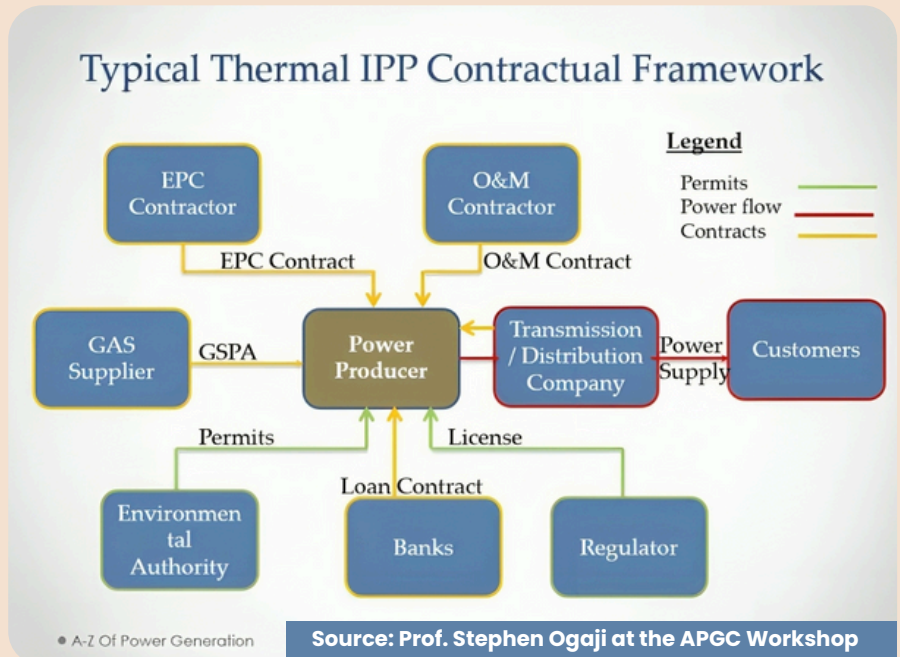 Typical Thermal IPP Contractual Framework
Legend
Permits
Power flow
Contracts
EPC
Contractor
O&M
Contractor
EPC Contract
O&M Contract
GAS
Supplier
GSPA
Power
Producer
Transmission
/ Distribution
Company
Power
Supply
Customers
Permits
License
Loan Contract
Environmen
tal
Authority
Banks
Regulator
A-Z Of Power Generation
Source: Prof. Stephen Ogaji at the APGC Workshop